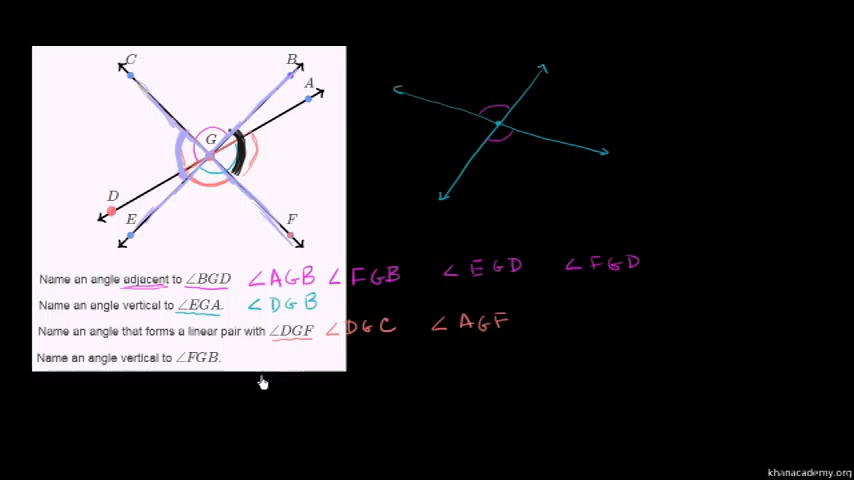 C
B
A
G
D
E
F
Name an angle adjacent to ∠BGD ∠AGB ∠FGB ∠EGD ∠FGD
Name an angle vertical to ∠EGA. ∠DGB
Name an angle that forms a linear pair with ∠DGF ∠DGC ∠AGF
Name an angle vertical to ∠FGB.
khanacademy.org